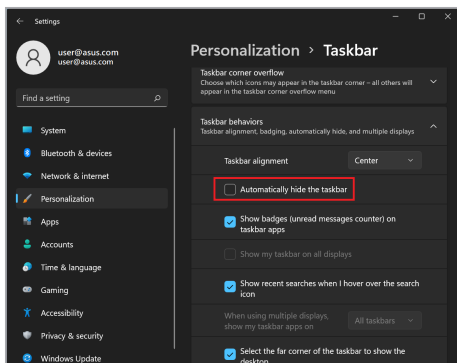 Settings
user@asus.com
user@asus.com
Find a setting
System
Bluetooth & devices
Network & internet
Personalization
Apps
Accounts
Time & language
Gaming
Accessibility
Privacy & security
Windows Update
Personalization > Taskbar
Taskbar corner overflow
Choose which icons may appear in the taskbar corner – all others will
appear in the taskbar corner overflow menu
Taskbar behaviors
Taskbar alignment, badging, automatically hide, and multiple displays
Taskbar alignment
Center
Automatically hide the taskbar
Show badges (unread messages counter) on
taskbar apps
Show my taskbar on all displays
Show recent searches when I hover over the search
icon
When using multiple displays,
show my taskbar apps on
All taskbars
Select the far corner of the taskbar to show the
desktop